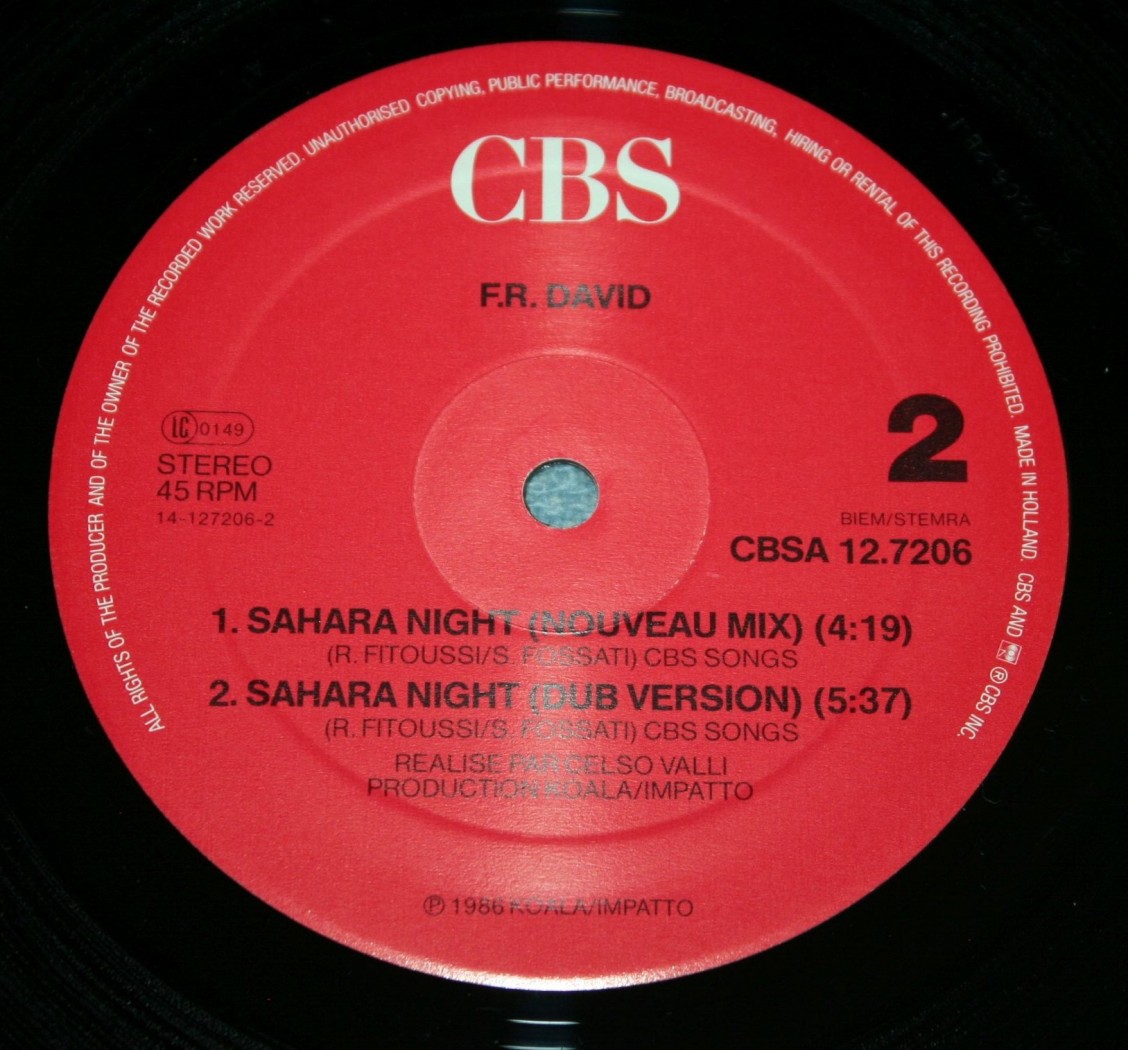 ALL RIGHTS OF THE PRODUCER AND OF THE OWNER OF THE RECORDED WORK RESERVED. UNAUTHORISED COPYING, PUBLIC PERFORMANCE, BROADCASTING, HIRING OR RENTAL OF THIS RECORDING PROHIBITED. MADE IN HOLLAND. CBS AND ® CBS INC.
CBS
F.R. DAVID
LC 0149
STEREO
45 RPM
14-127206-2
2
BIEM/STEMRA
CBSA 12.7206
1. SAHARA NIGHT (NOUVEAU MIX) (4:19)
(R. FITOUSSI/S. FOSSATI) CBS SONGS
2. SAHARA NIGHT (DUB VERSION) (5:37)
(R. FITOUSSI/S. FOSSATI) CBS SONGS
REALISE PAR CELSO VALLI
PRODUCTION KOALA/IMPATTO
℗ 1986 KOALA/IMPATTO